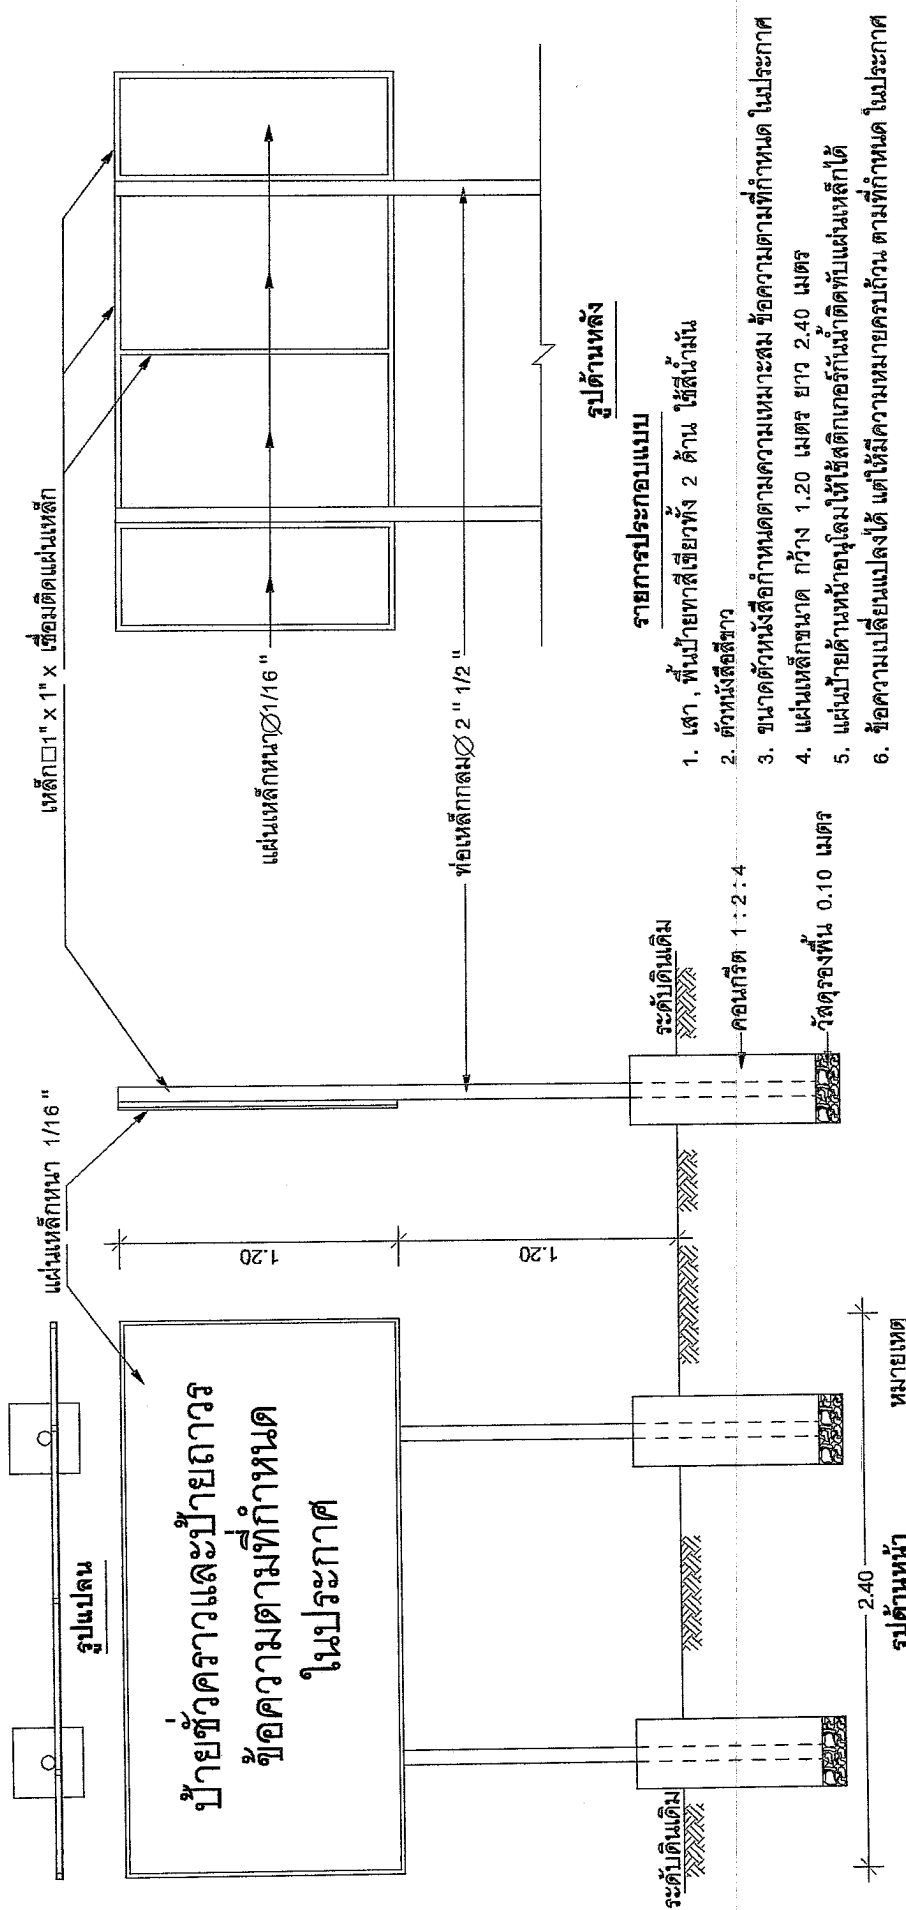 รูปแปลน
แผ่นเหล็กหนา 1/16 "
เหล็ก□1" x 1" x เชื่อมติดแผ่นเหล็ก
ป้ายชั่วคราวและป้ายถาวร
ข้อความตามที่กำหนด
ในประกาศ
1.20
1.20
แผ่นเหล็กหนา∅1/16 "
ท่อเหล็กกลม∅ 2 " 1/2 "
ระดับดินเดิม
ระดับดินเดิม
คอนกรีต 1 : 2 : 4
วัสดุรองพื้น 0.10 เมตร
2.40
รูปด้านหน้า
หมายเหตุ
รูปด้านหลัง
รายการประกอบแบบ
1. เสา , พื้นป้ายทาสีเขียวทั้ง 2 ด้าน ใช้สีน้ำมัน
2. ตัวหนังสือสีขาว
3. ขนาดตัวหนังสือกำหนดตามความเหมาะสม ข้อความตามที่กำหนด ในประกาศ
4. แผ่นเหล็กขนาด กว้าง 1.20 เมตร ยาว 2.40 เมตร
5. แผ่นป้ายด้านหน้าอนุโลมให้ใช้สติกเกอร์กันน้ำติดทับแผ่นเหล็กได้
6. ข้อความเปลี่ยนแปลงได้ แต่ให้มีความหมายครบถ้วน ตามที่กำหนด ในประกาศ